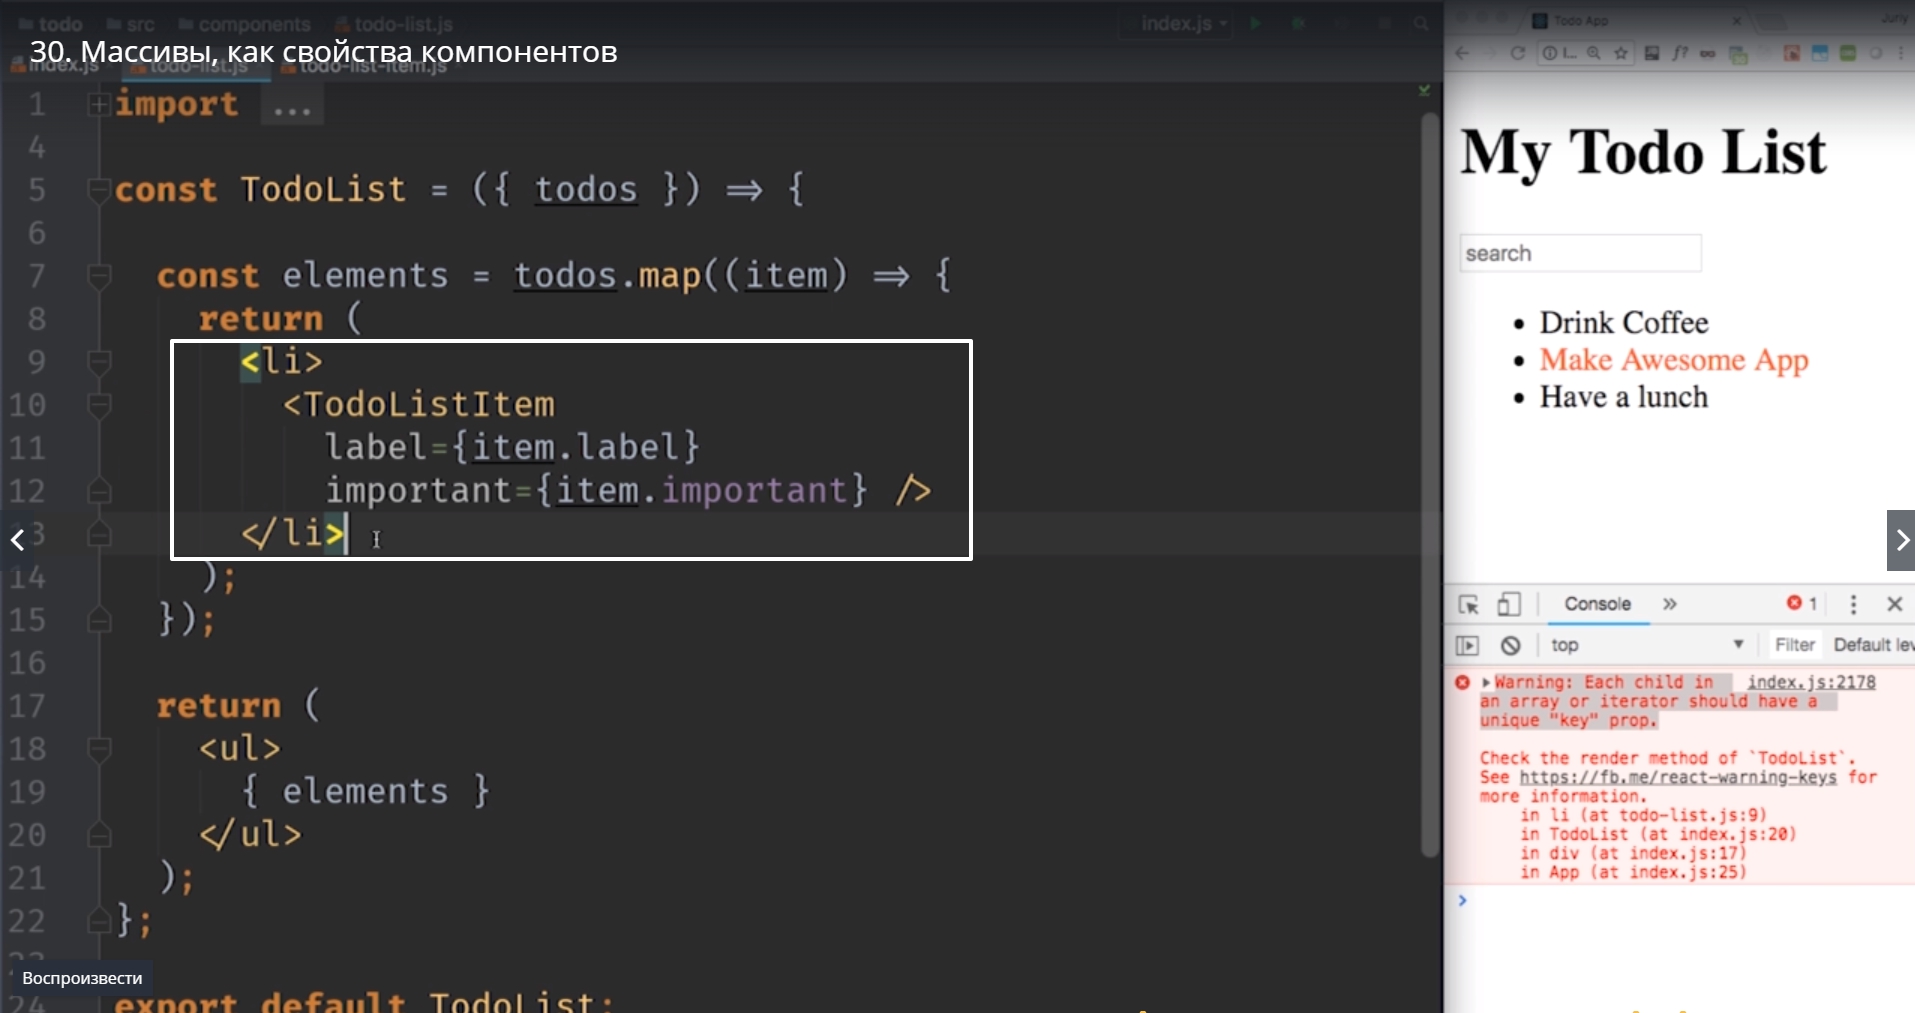 todo src components todo-list.js index.js
30. Массивы, как свойства компонентов
index.js todo-list.js todo-list-item.js
1 import ...
4
5 const TodoList = ({ todos }) => {
6
7 const elements = todos.map((item) => {
8 return (
9 <li>
10 <TodoListItem
11 label={item.label}
12 important={item.important} />
13 </li>
14 );
15 });
16
17 return (
18 <ul>
19 { elements }
20 </ul>
21 );
22 };
23
Воспроизвести
24 export default TodoList;
Todo App
My Todo List
search
Drink Coffee
Make Awesome App
Have a lunch
Console » 1
top Filter Default lev
Warning: Each child in index.js:2178
an array or iterator should have a
unique "key" prop.
Check the render method of `TodoList`.
See https://fb.me/react-warning-keys for
more information.
in li (at todo-list.js:9)
in TodoList (at index.js:20)
in div (at index.js:17)
in App (at index.js:25)